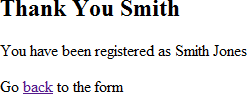 Thank You Smith
You have been registered as Smith Jones
Go back to the form